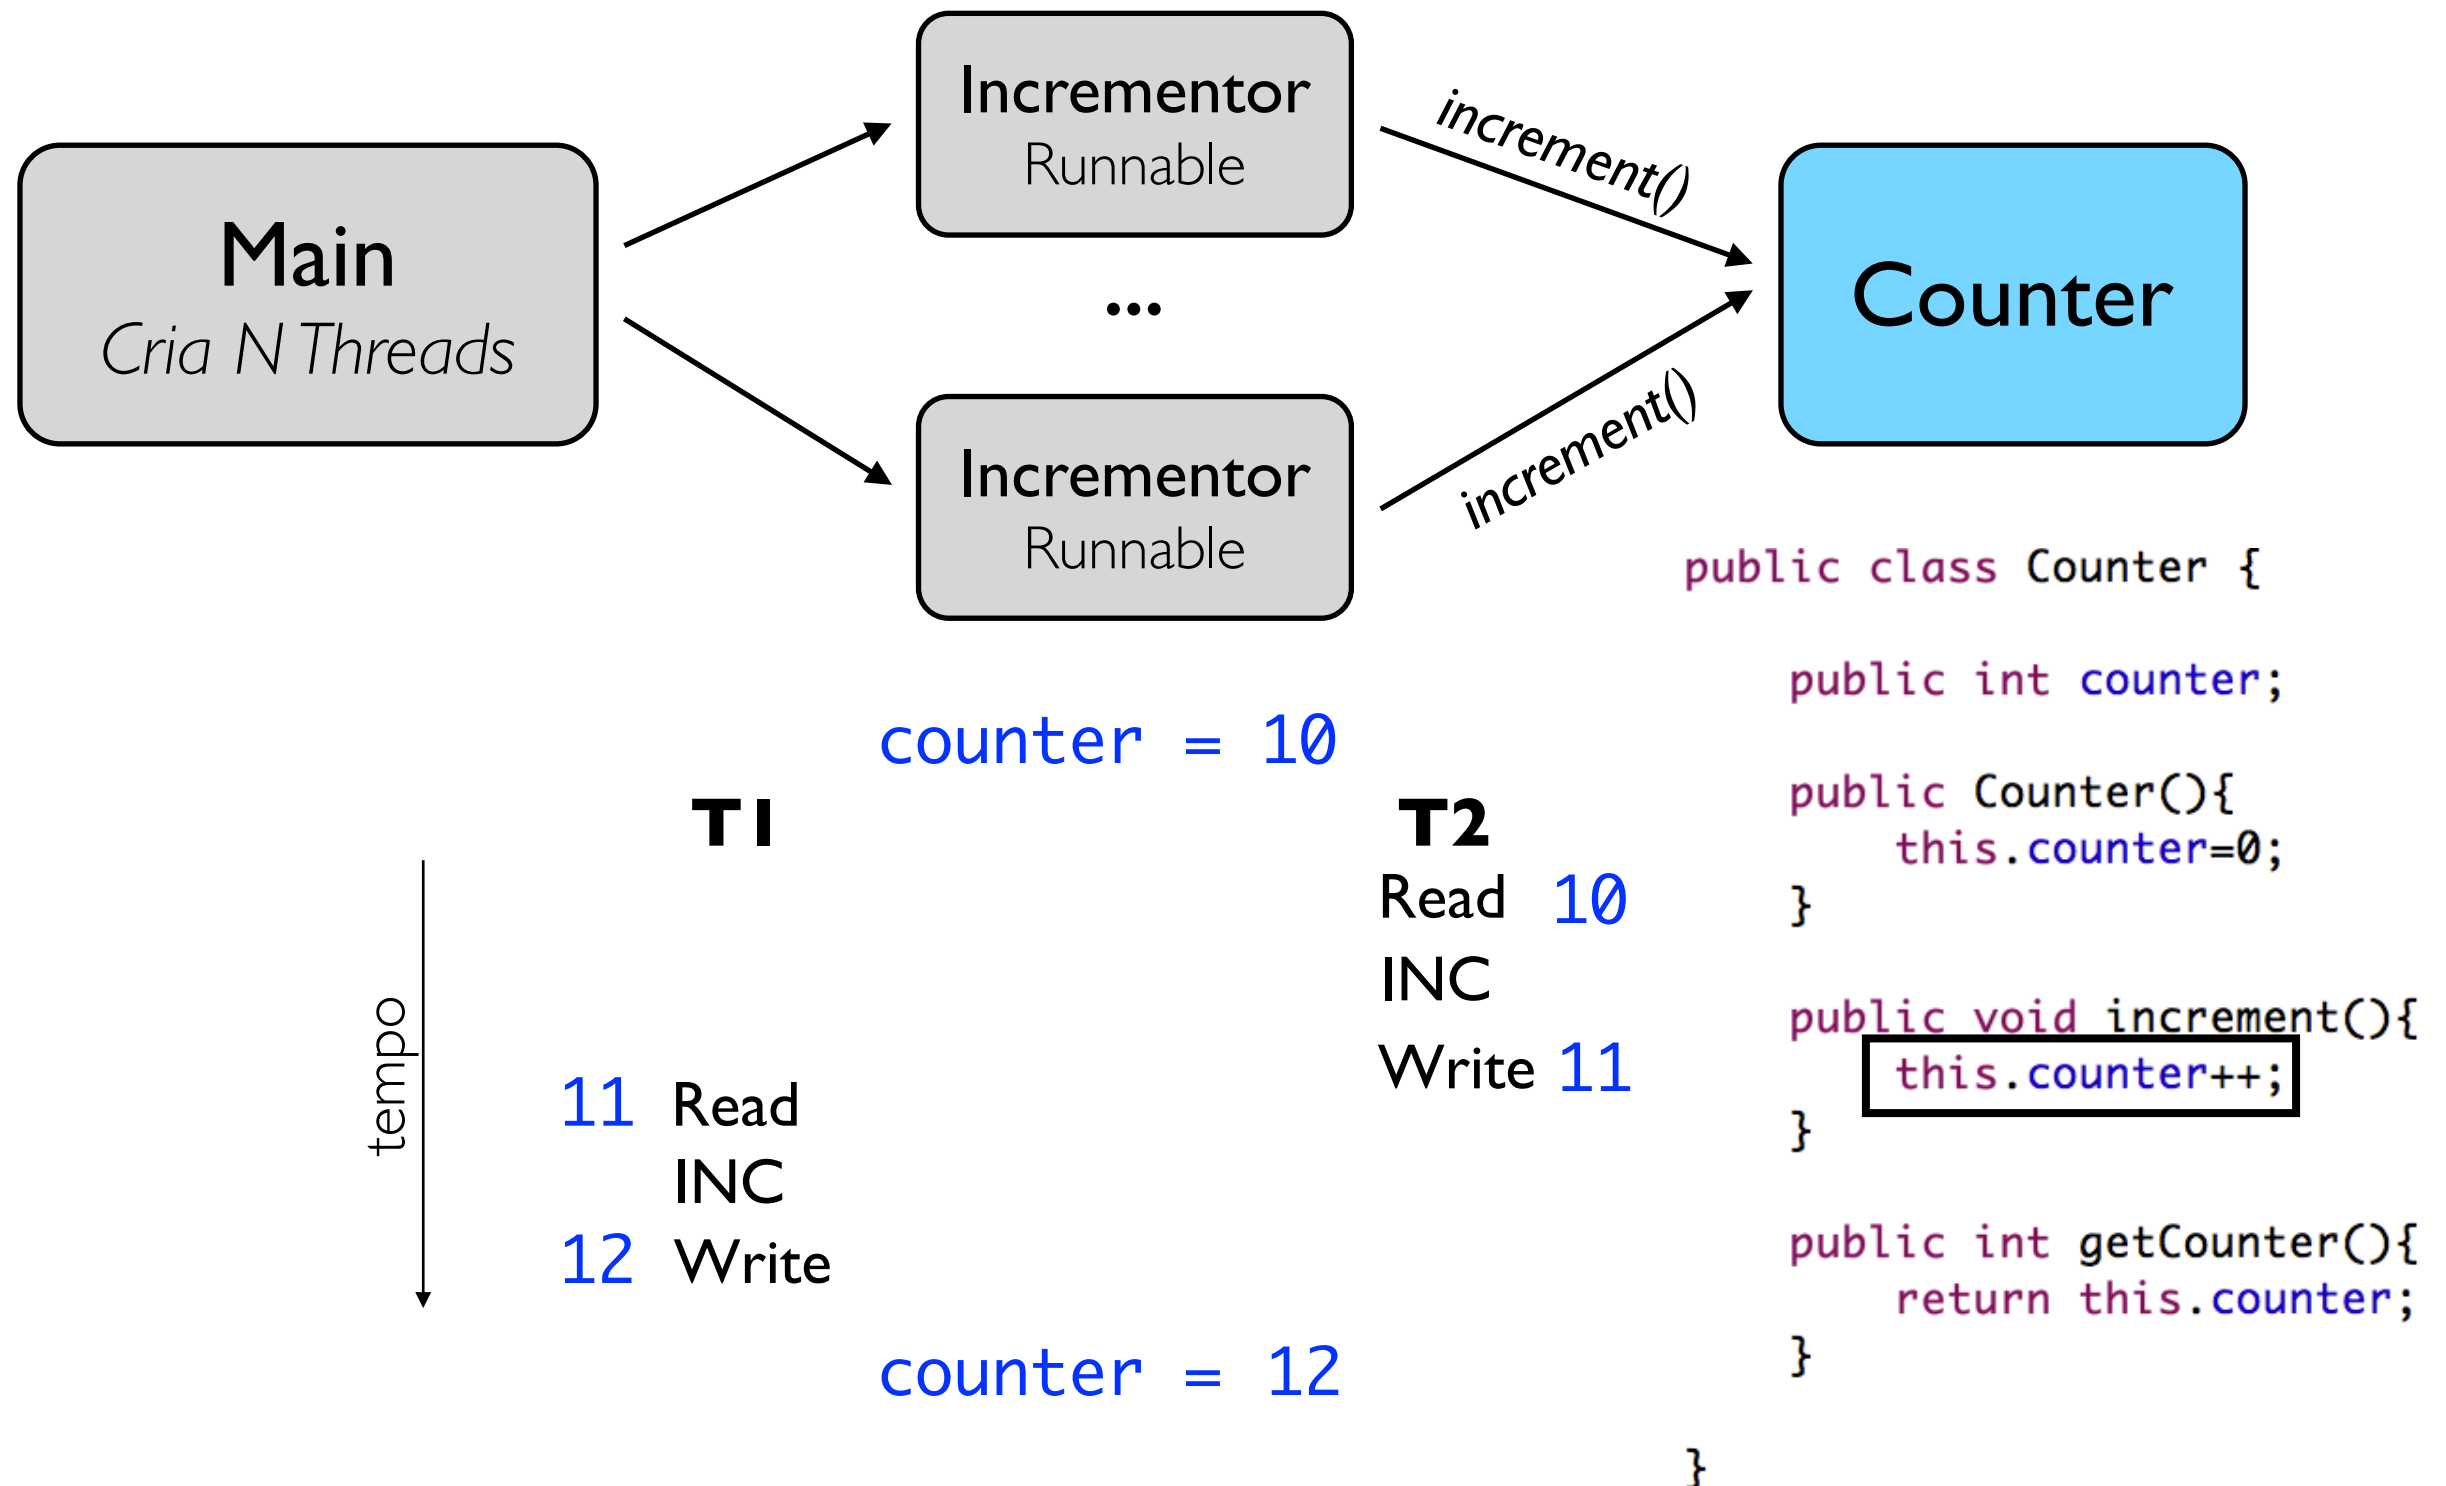 Main
Cria N Threads
Incrementor
Runnable
...
Incrementor
Runnable
increment()
increment()
Counter
counter = 10
T1
T2
Read 10
INC
Write 11
tempo
11 Read
INC
12 Write
counter = 12
public class Counter {
public int counter;
public Counter(){
this.counter=0;
}
public void increment(){
this.counter++;
}
public int getCounter(){
return this.counter;
}
}